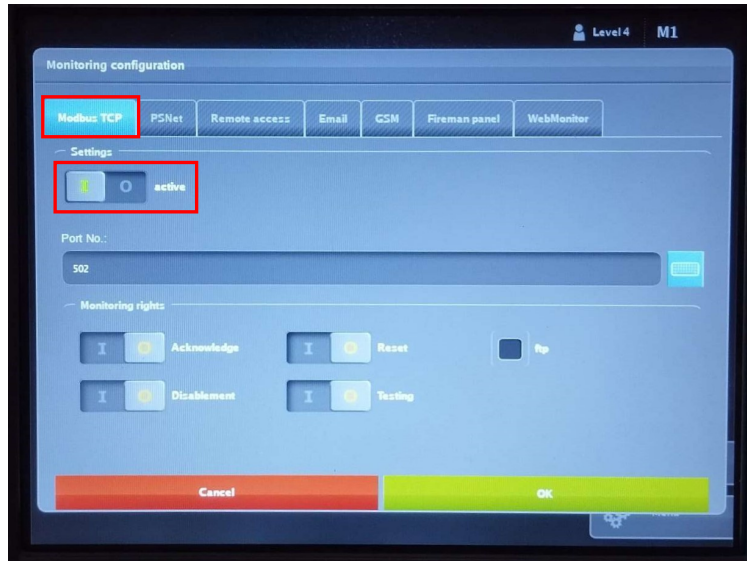 Level 4 M1
Monitoring configuration
Modbus TCP PSNet Remote access Email GSM Fireman panel WebMonitor
Settings
I O active
Port No.:
502
Monitoring rights
I O Acknowledge I O Reset ftp
I O Disablement I O Testing
Cancel OK